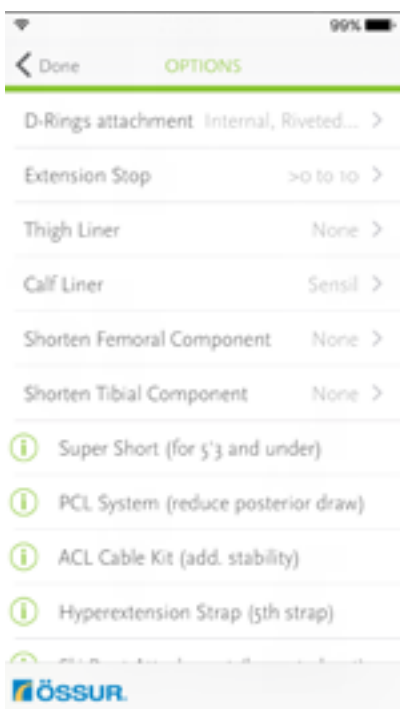 99%
Done OPTIONS
D-Rings attachment Internal, Riveted... >
Extension Stop >0 to 10 >
Thigh Liner None >
Calf Liner Sensil >
Shorten Femoral Component None >
Shorten Tibial Component None >
Super Short (for 5'3 and under)
PCL System (reduce posterior draw)
ACL Cable Kit (add. stability)
Hyperextension Strap (5th strap)
ÖSSUR.